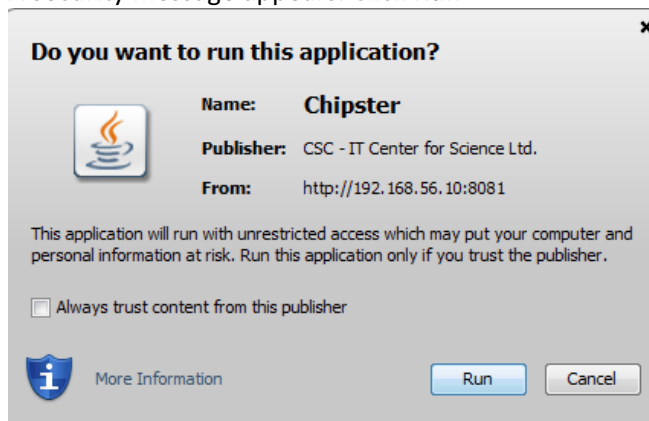 Do you want to run this application?
Name: Chipster
Publisher: CSC - IT Center for Science Ltd.
From: http://192.168.56.10:8081
This application will run with unrestricted access which may put your computer and
personal information at risk. Run this application only if you trust the publisher.
Always trust content from this publisher
More Information Run Cancel